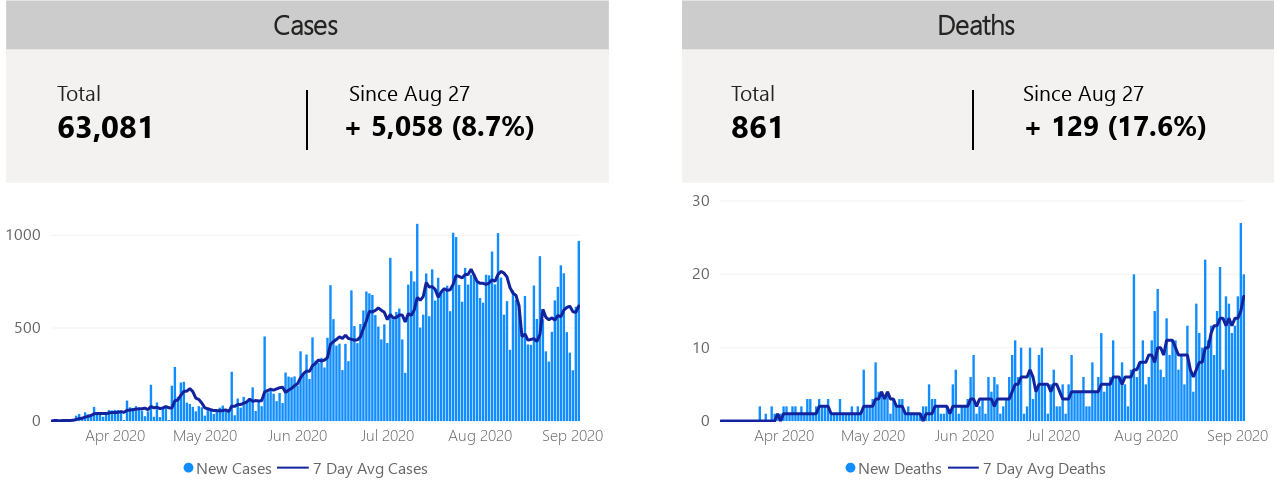 Cases
Total
63,081
Since Aug 27
+ 5,058 (8.7%)
1000
500
0
Apr 2020 May 2020 Jun 2020 Jul 2020 Aug 2020 Sep 2020
New Cases 7 Day Avg Cases
Deaths
Total
861
Since Aug 27
+ 129 (17.6%)
30
20
10
0
Apr 2020 May 2020 Jun 2020 Jul 2020 Aug 2020 Sep 2020
New Deaths 7 Day Avg Deaths